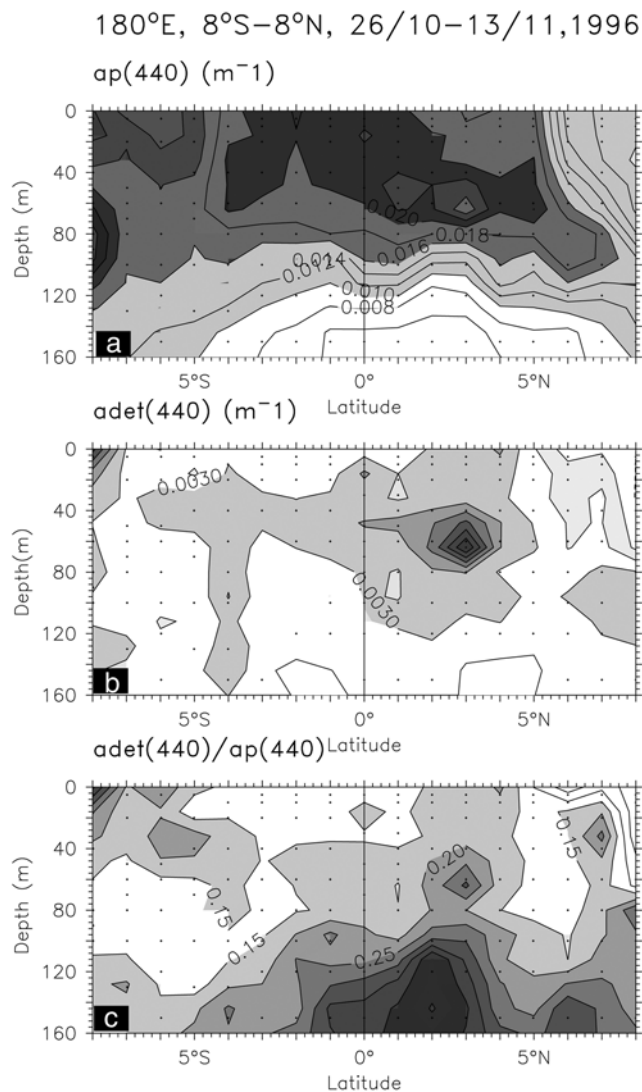 180°E, 8°S-8°N, 26/10-13/11,1996
ap(440) (m-1)
0
40
80
120
160
Depth (m)
0.020
0.018
0.016
0.014
0.012
0.010
0.008
a
5°S
0°
5°N
Latitude
adet(440) (m-1)
0
40
80
120
160
Depth(m)
0.0030
0.0030
b
5°S
0°
5°N
Latitude
adet(440)/ap(440)
0
40
80
120
160
Depth (m)
0.15
0.15
0.15
0.20
0.25
c
5°S
0°
5°N
Latitude